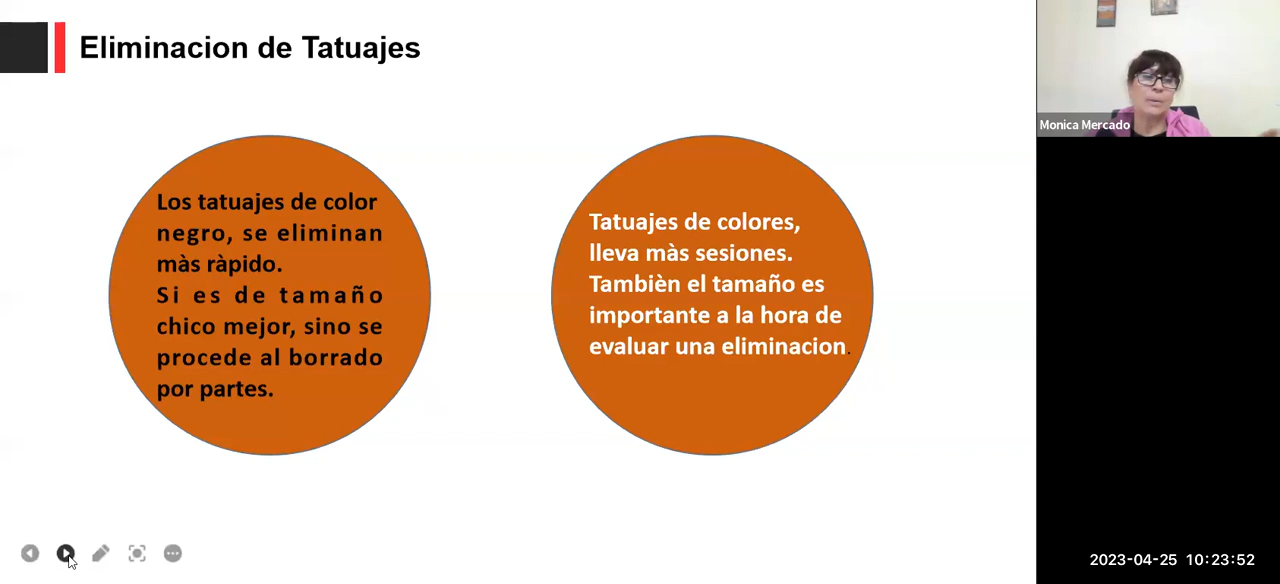 Eliminacion de Tatuajes
Los tatuajes de color
negro, se eliminan
màs ràpido.
Si es de tamaño
chico mejor, sino se
procede al borrado
por partes.
Tatuajes de colores,
lleva màs sesiones.
Tambièn el tamaño es
importante a la hora de
evaluar una eliminacion.
Monica Mercado
2023-04-25 10:23:52